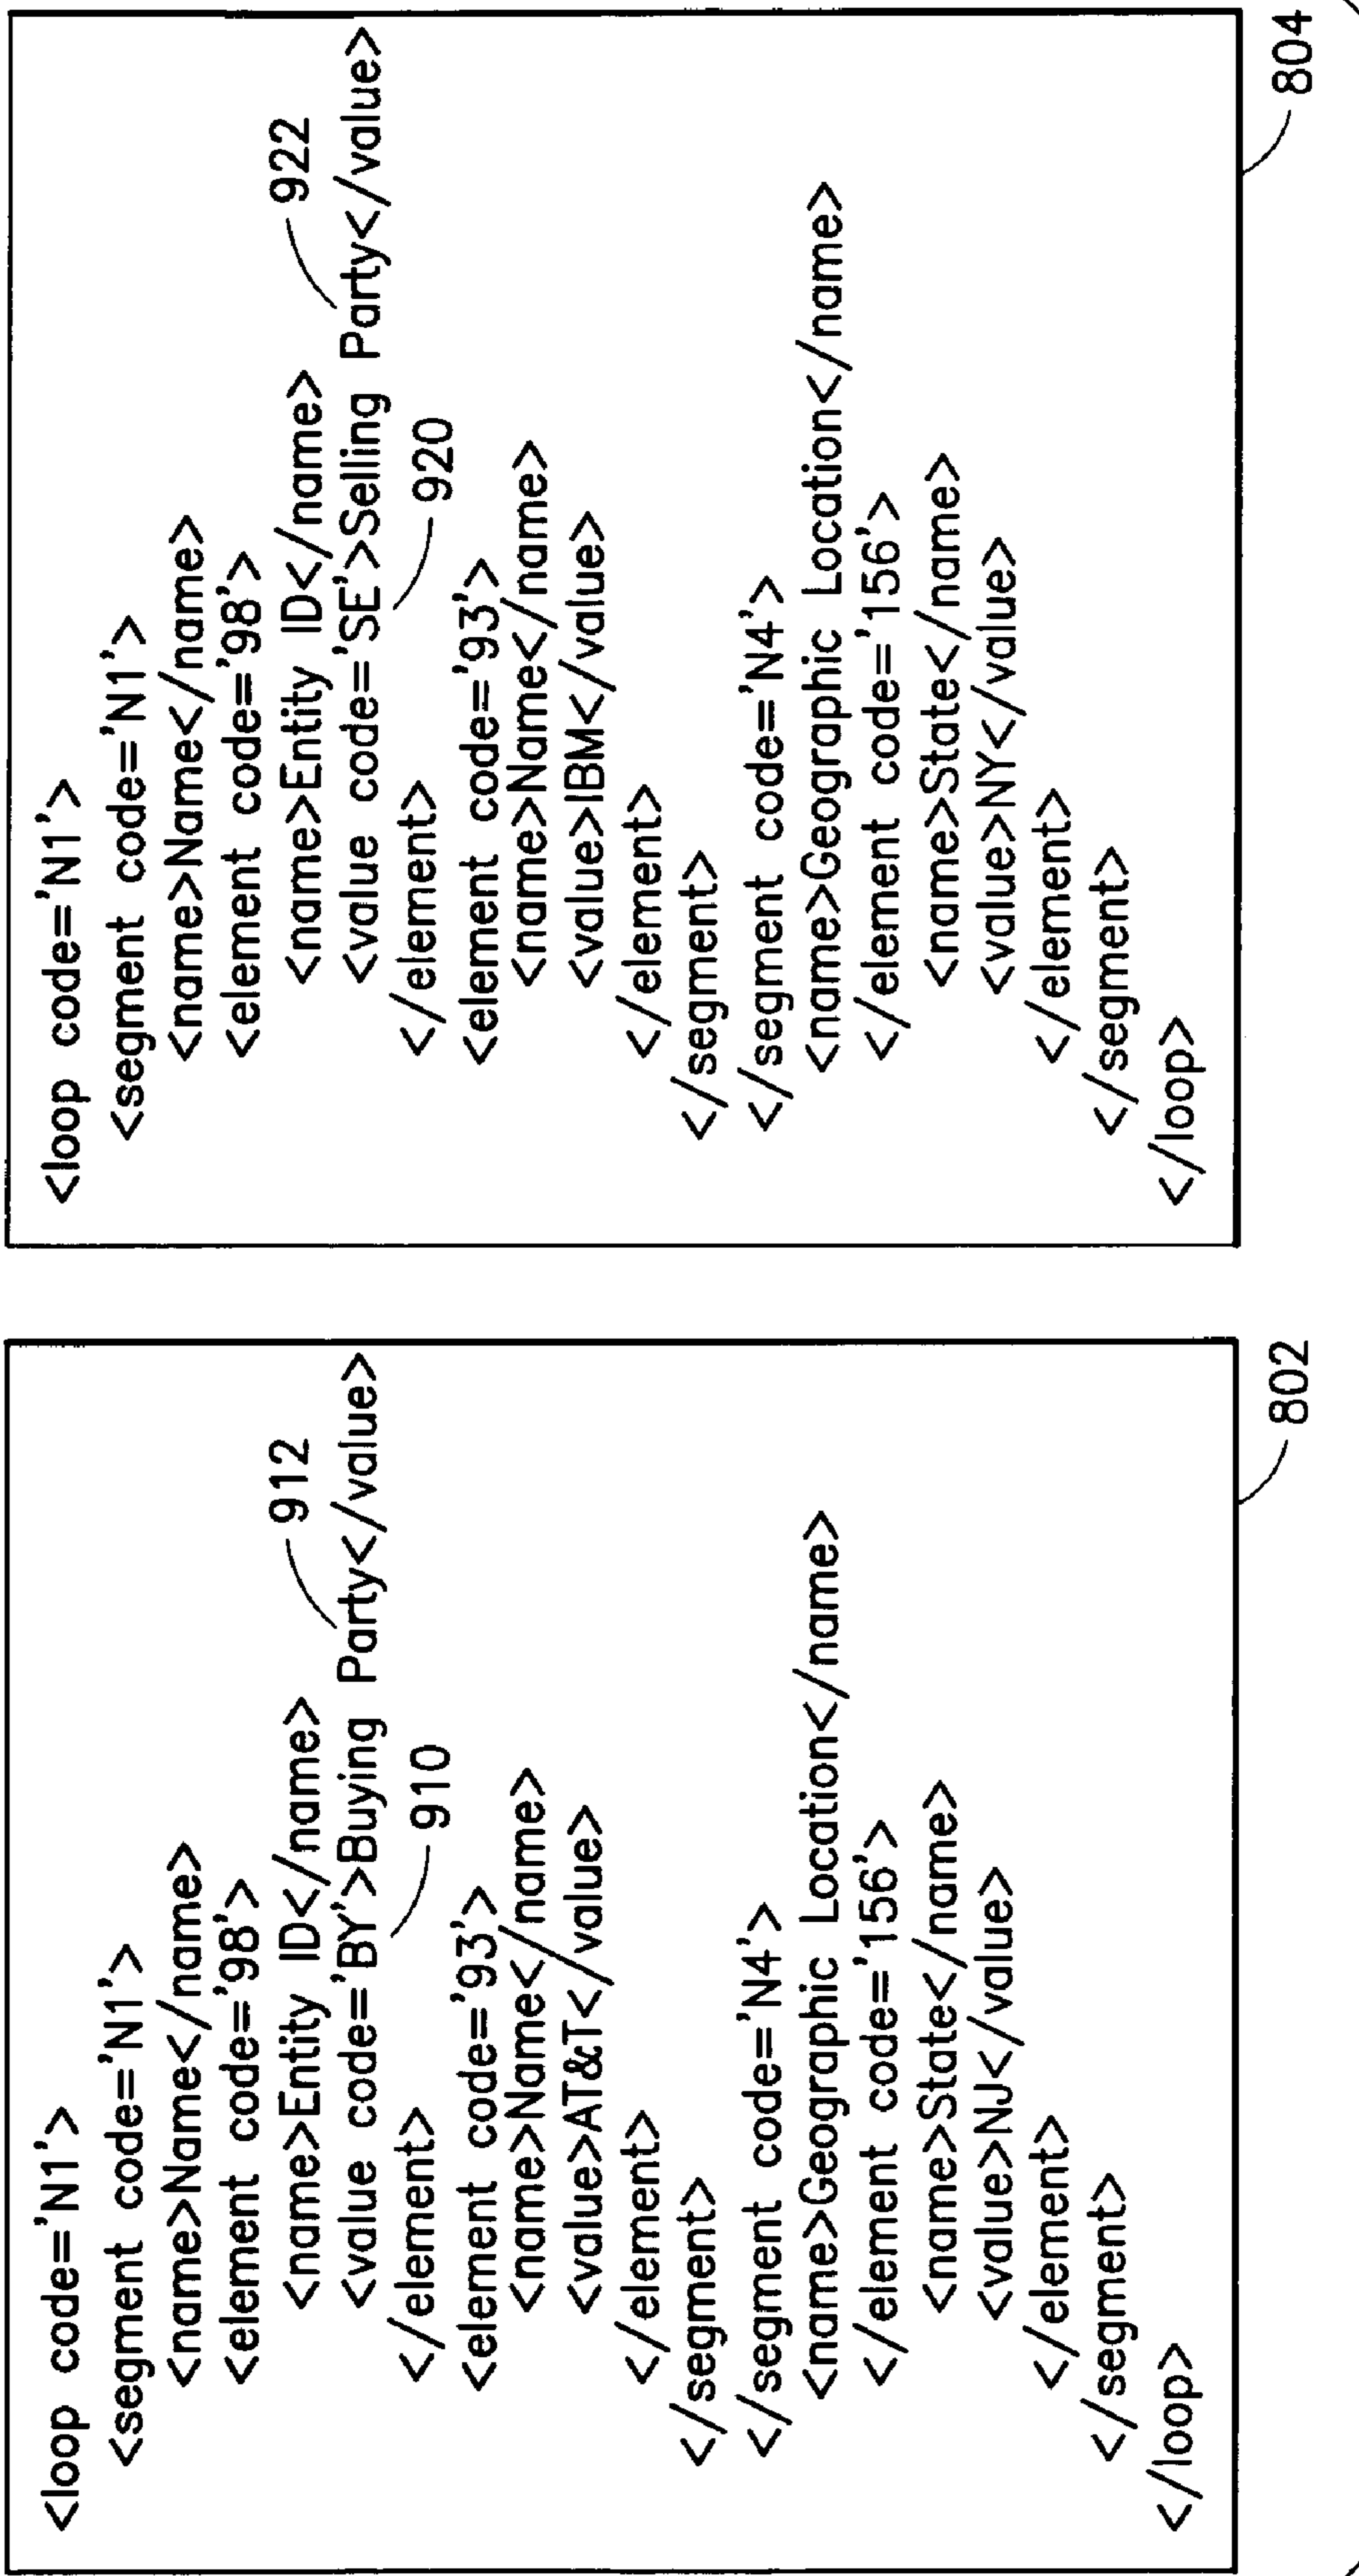 <loop code='N1'>
<segment code='N1'>
<name>Name</name>
<element code='98'>
<name>Entity ID</name>
912
<value code='BY'>Buying Party</value>
910
</element>
<element code='93'>
<name>Name</name>
<value>AT&T</value>
</element>
</segment>
</segment code='N4'>
<name>Geographic Location</name>
</element code='156'>
<name>State</name>
<value>NJ</value>
</element>
</segment>
</loop>
802
<loop code='N1'>
<segment code='N1'>
<name>Name</name>
<element code='98'>
<name>Entity ID</name>
922
<value code='SE'>Selling Party</value>
920
</element>
<element code='93'>
<name>Name</name>
<value>IBM</value>
</element>
</segment>
</segment code='N4'>
<name>Geographic Location</name>
</element code='156'>
<name>State</name>
<value>NY</value>
</element>
</segment>
</loop>
804